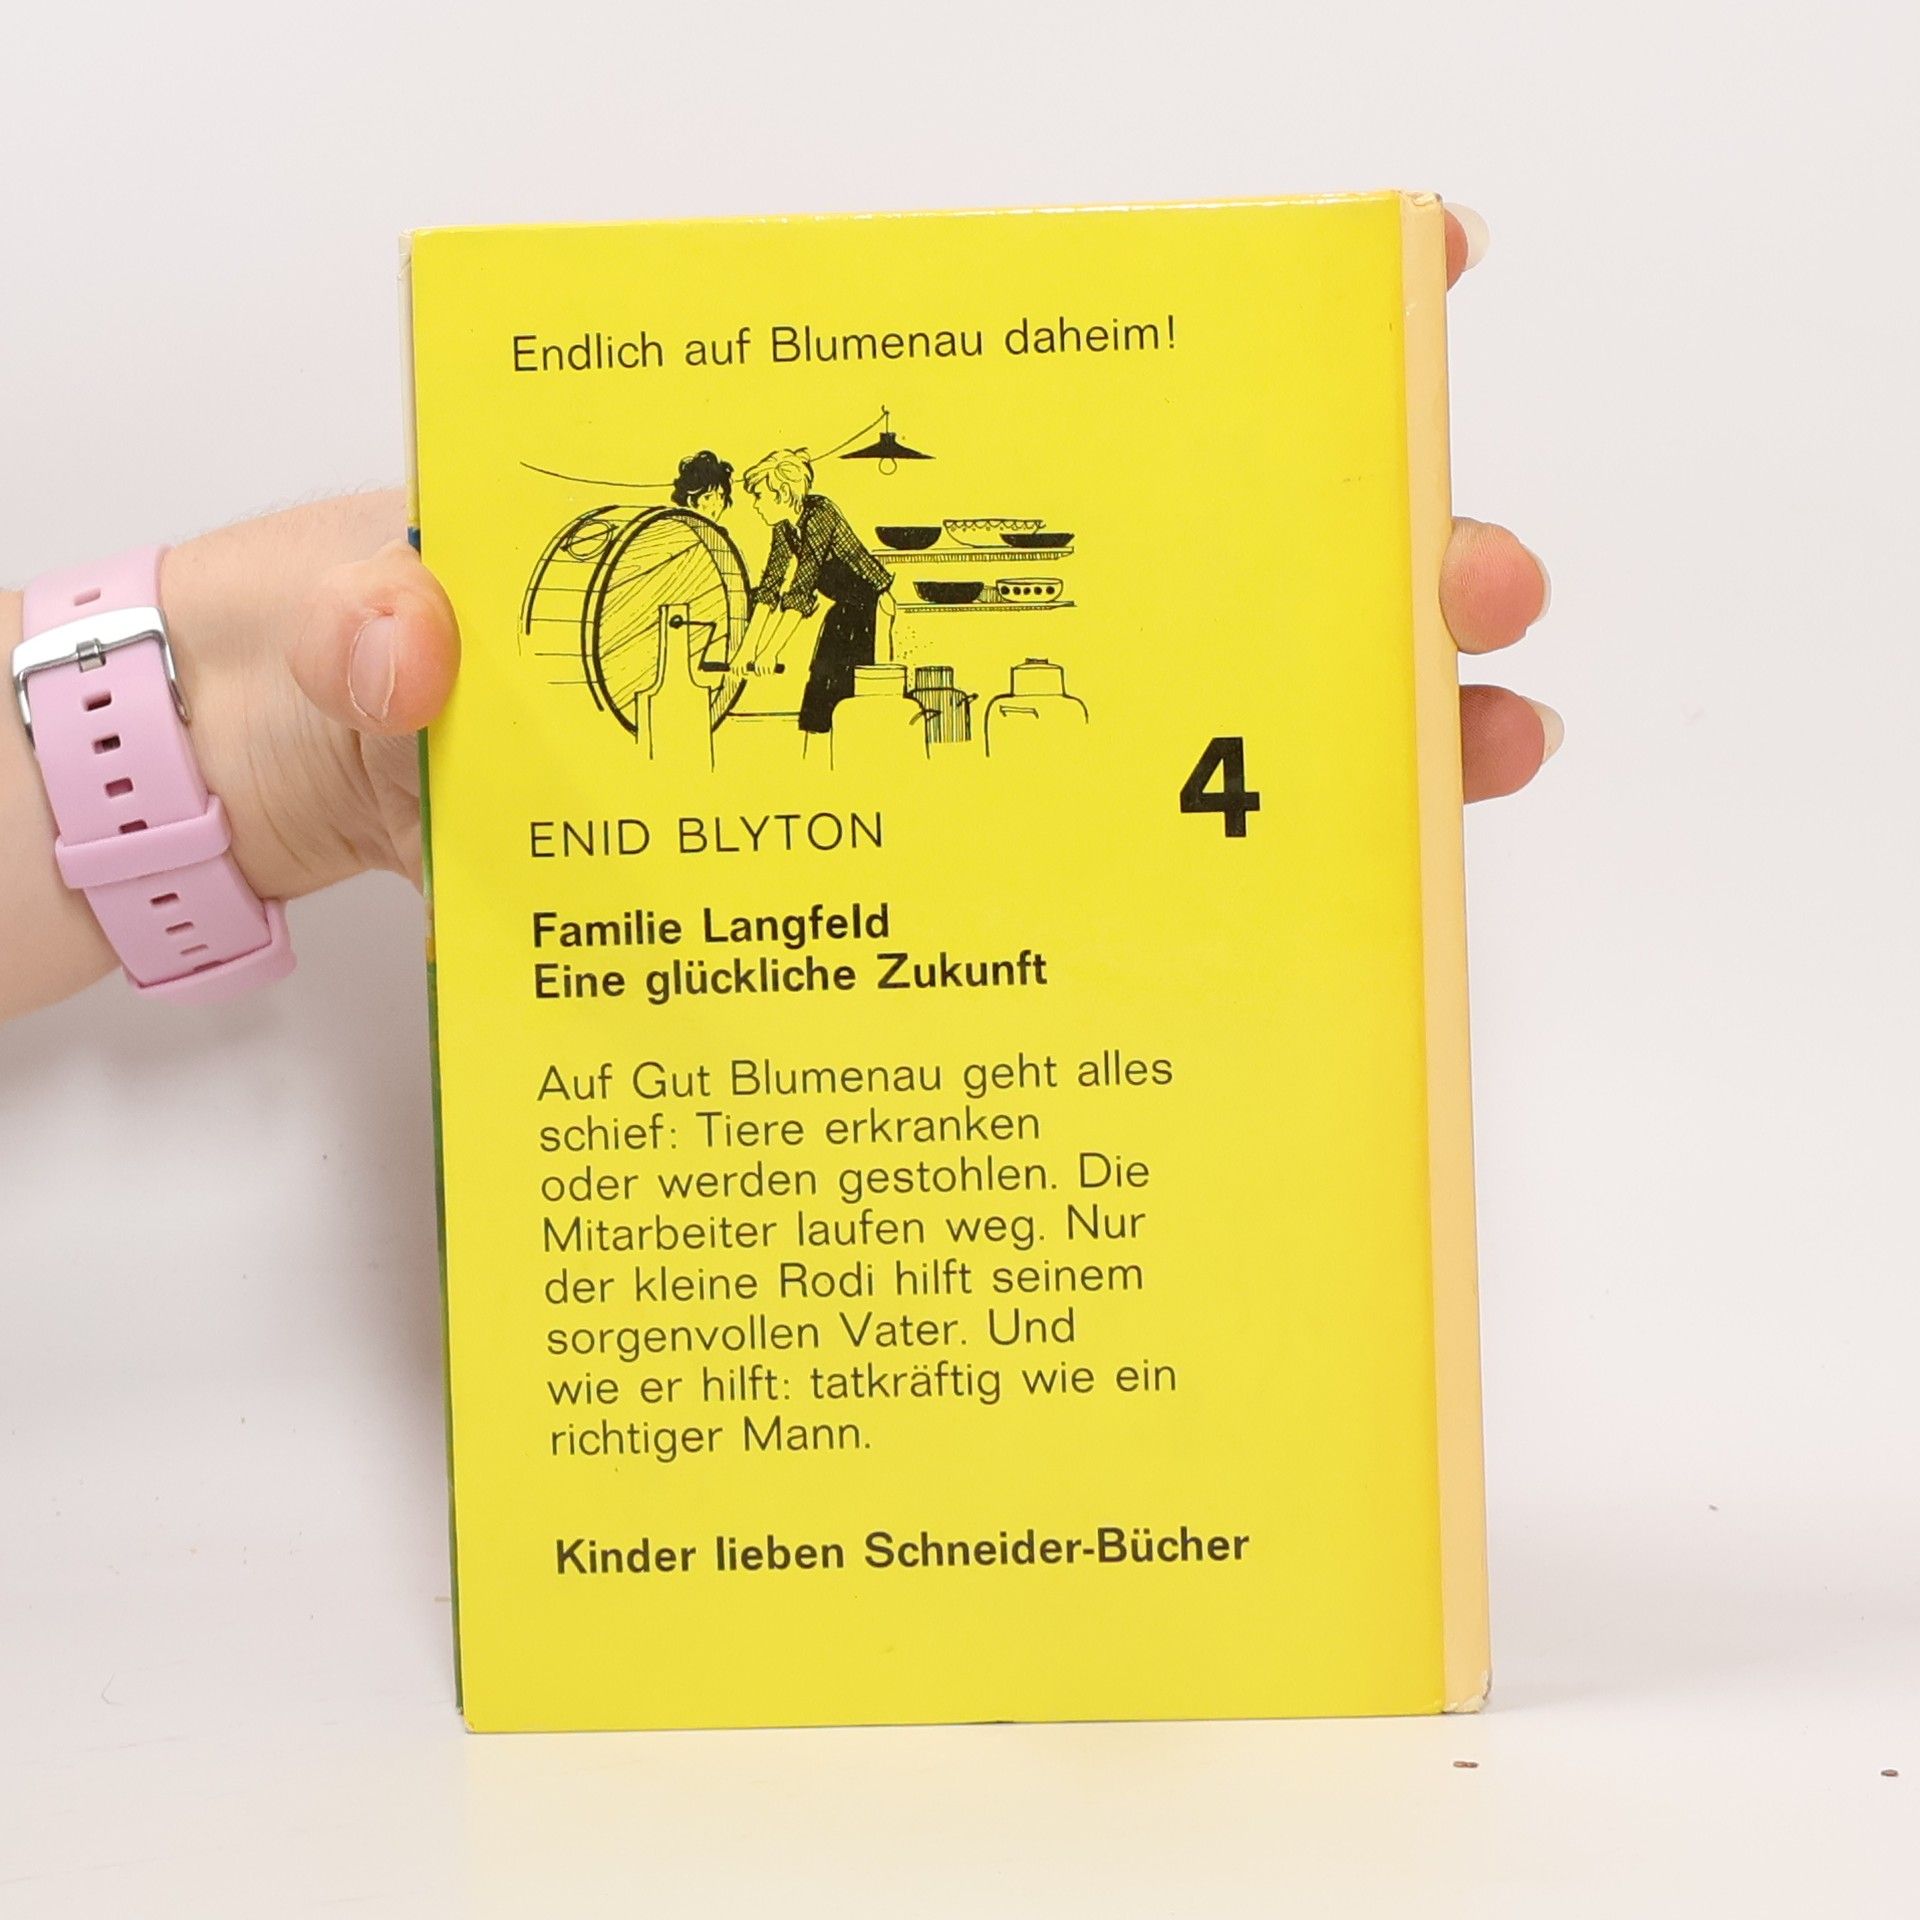 Endlich auf Blumenau daheim!
4
ENID BLYTON
Familie Langfeld
Eine glückliche Zukunft
Auf Gut Blumenau geht alles
schief: Tiere erkranken
oder werden gestohlen. Die
Mitarbeiter laufen weg. Nur
der kleine Rodi hilft seinem
sorgenvollen Vater. Und
wie er hilft: tatkräftig wie ein
richtiger Mann.
Kinder lieben Schneider-Bücher